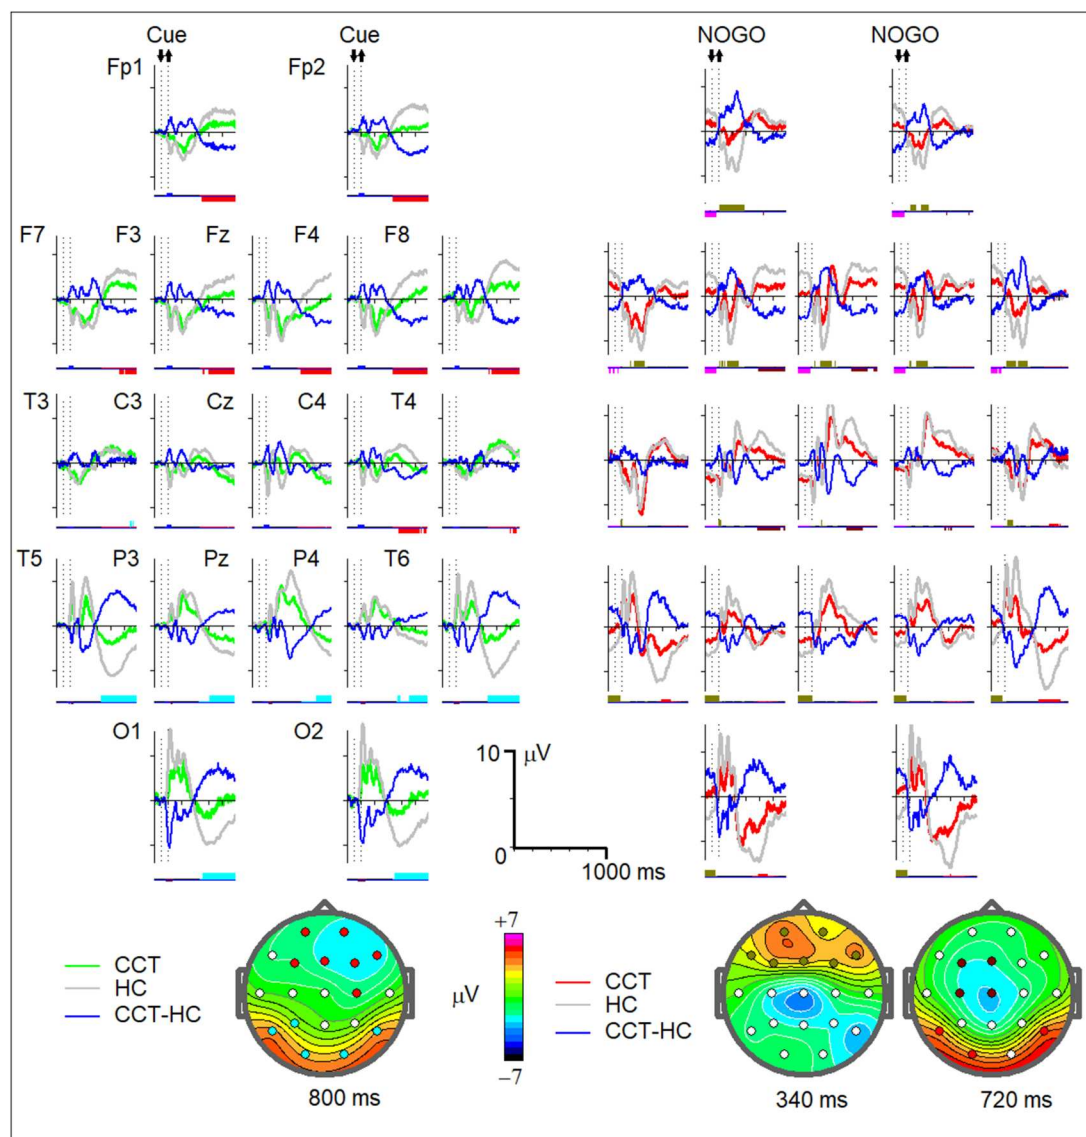 Cue Cue NOGO NOGO
Fp1 Fp2
F7 F3 Fz F4 F8
T3 C3 Cz C4 T4
T5 P3 Pz P4 T6
O1 O2
10 μV
0
1000 ms
+7
μV
−7
CCT
HC
CCT-HC
800 ms
CCT
HC
CCT-HC
340 ms 720 ms